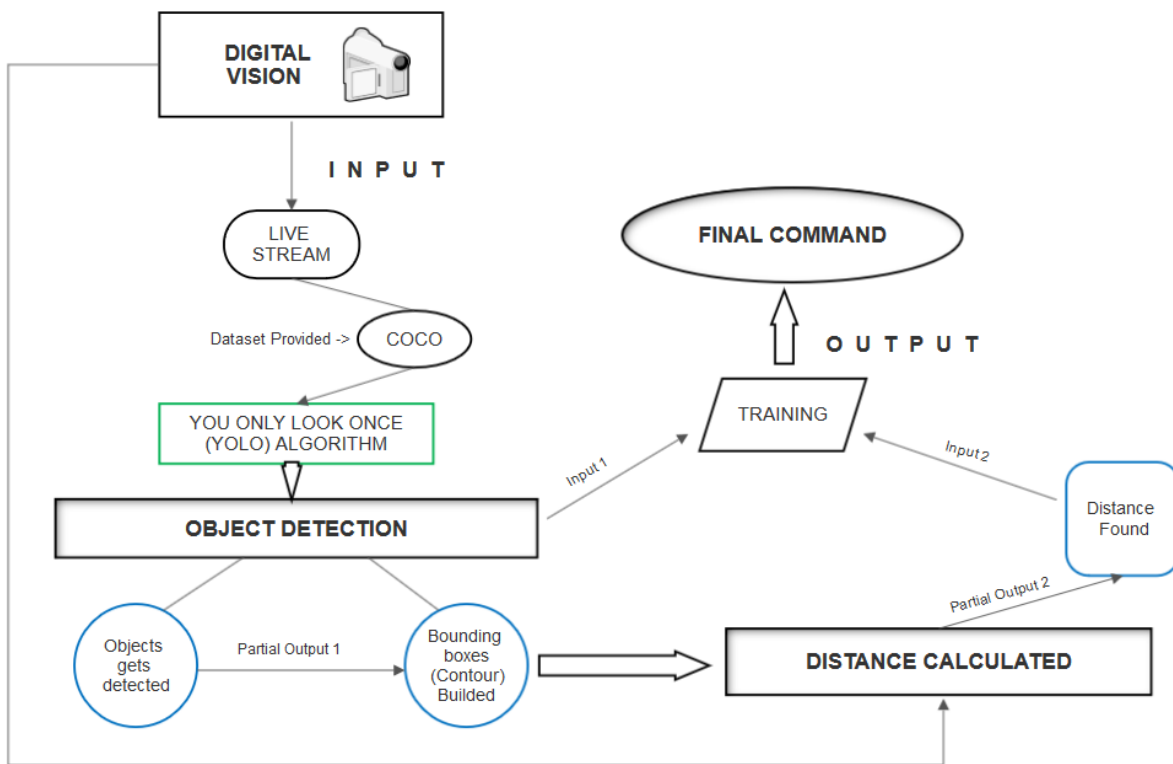 DIGITAL
VISION
I N P U T
LIVE
STREAM
Dataset Provided ->
COCO
YOU ONLY LOOK ONCE
(YOLO) ALGORITHM
OBJECT DETECTION
Objects
gets
detected
Partial Output 1
Bounding
boxes
(Contour)
Builded
Input 1
FINAL COMMAND
O U T P U T
TRAINING
Input 2
Distance
Found
Partial Output 2
DISTANCE CALCULATED